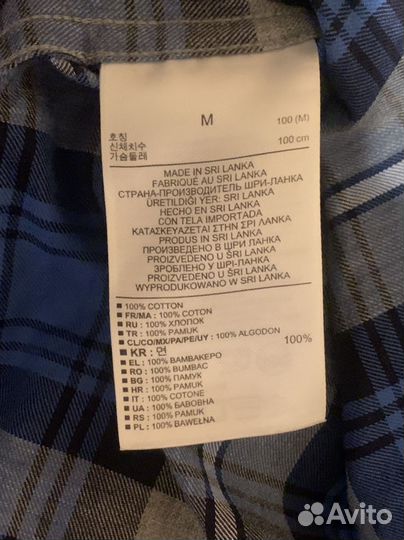 M 100 (M)
호칭
신체치수 100 cm
가슴둘레
MADE IN SRI LANKA
FABRIQUÉ AU SRI LANKA
СТРАНА-ПРОИЗВОДИТЕЛЬ ШРИ-ЛАНКА
ÜRETILDIĞI YER: SRI LANKA
HECHO EN SRI LANKA
CON TELA IMPORTADA
ΚΑΤΑΣΚΕΥΑΖΕΤΑΙ ΣΤΗΝ ΣΡΙ ΛΑΝΚΑ
PRODUS IN SRI LANKA
ПРОИЗВЕДЕНО В ШРИ ЛАНКА
PROIZVEDENO U ŠRI LANKA
ЗРОБЛЕНО У ШРІ-ЛАНКА
PROIZVEDENO U ŠRI LANKA
WYPRODUKOWANO W SRI LANKA
■ 100% COTTON
■ FR/MA : 100% COTON
■ RU : 100% ХЛОПОК
■ TR : 100% PAMUK
■ CL/CO/MX/PA/PE/UY : 100% ALGODON
■ KR : 면 100%
■ EL : 100% ΒΑΜΒΑΚΕΡΟ
■ RO : 100% BUMBAC
■ BG : 100% ПАМУК
■ HR : 100% PAMUK
■ IT : 100% COTONE
■ UA : 100% БАВОВНА
■ RS : 100% PAMUK
■ PL : 100% BAWEŁNA
Avito